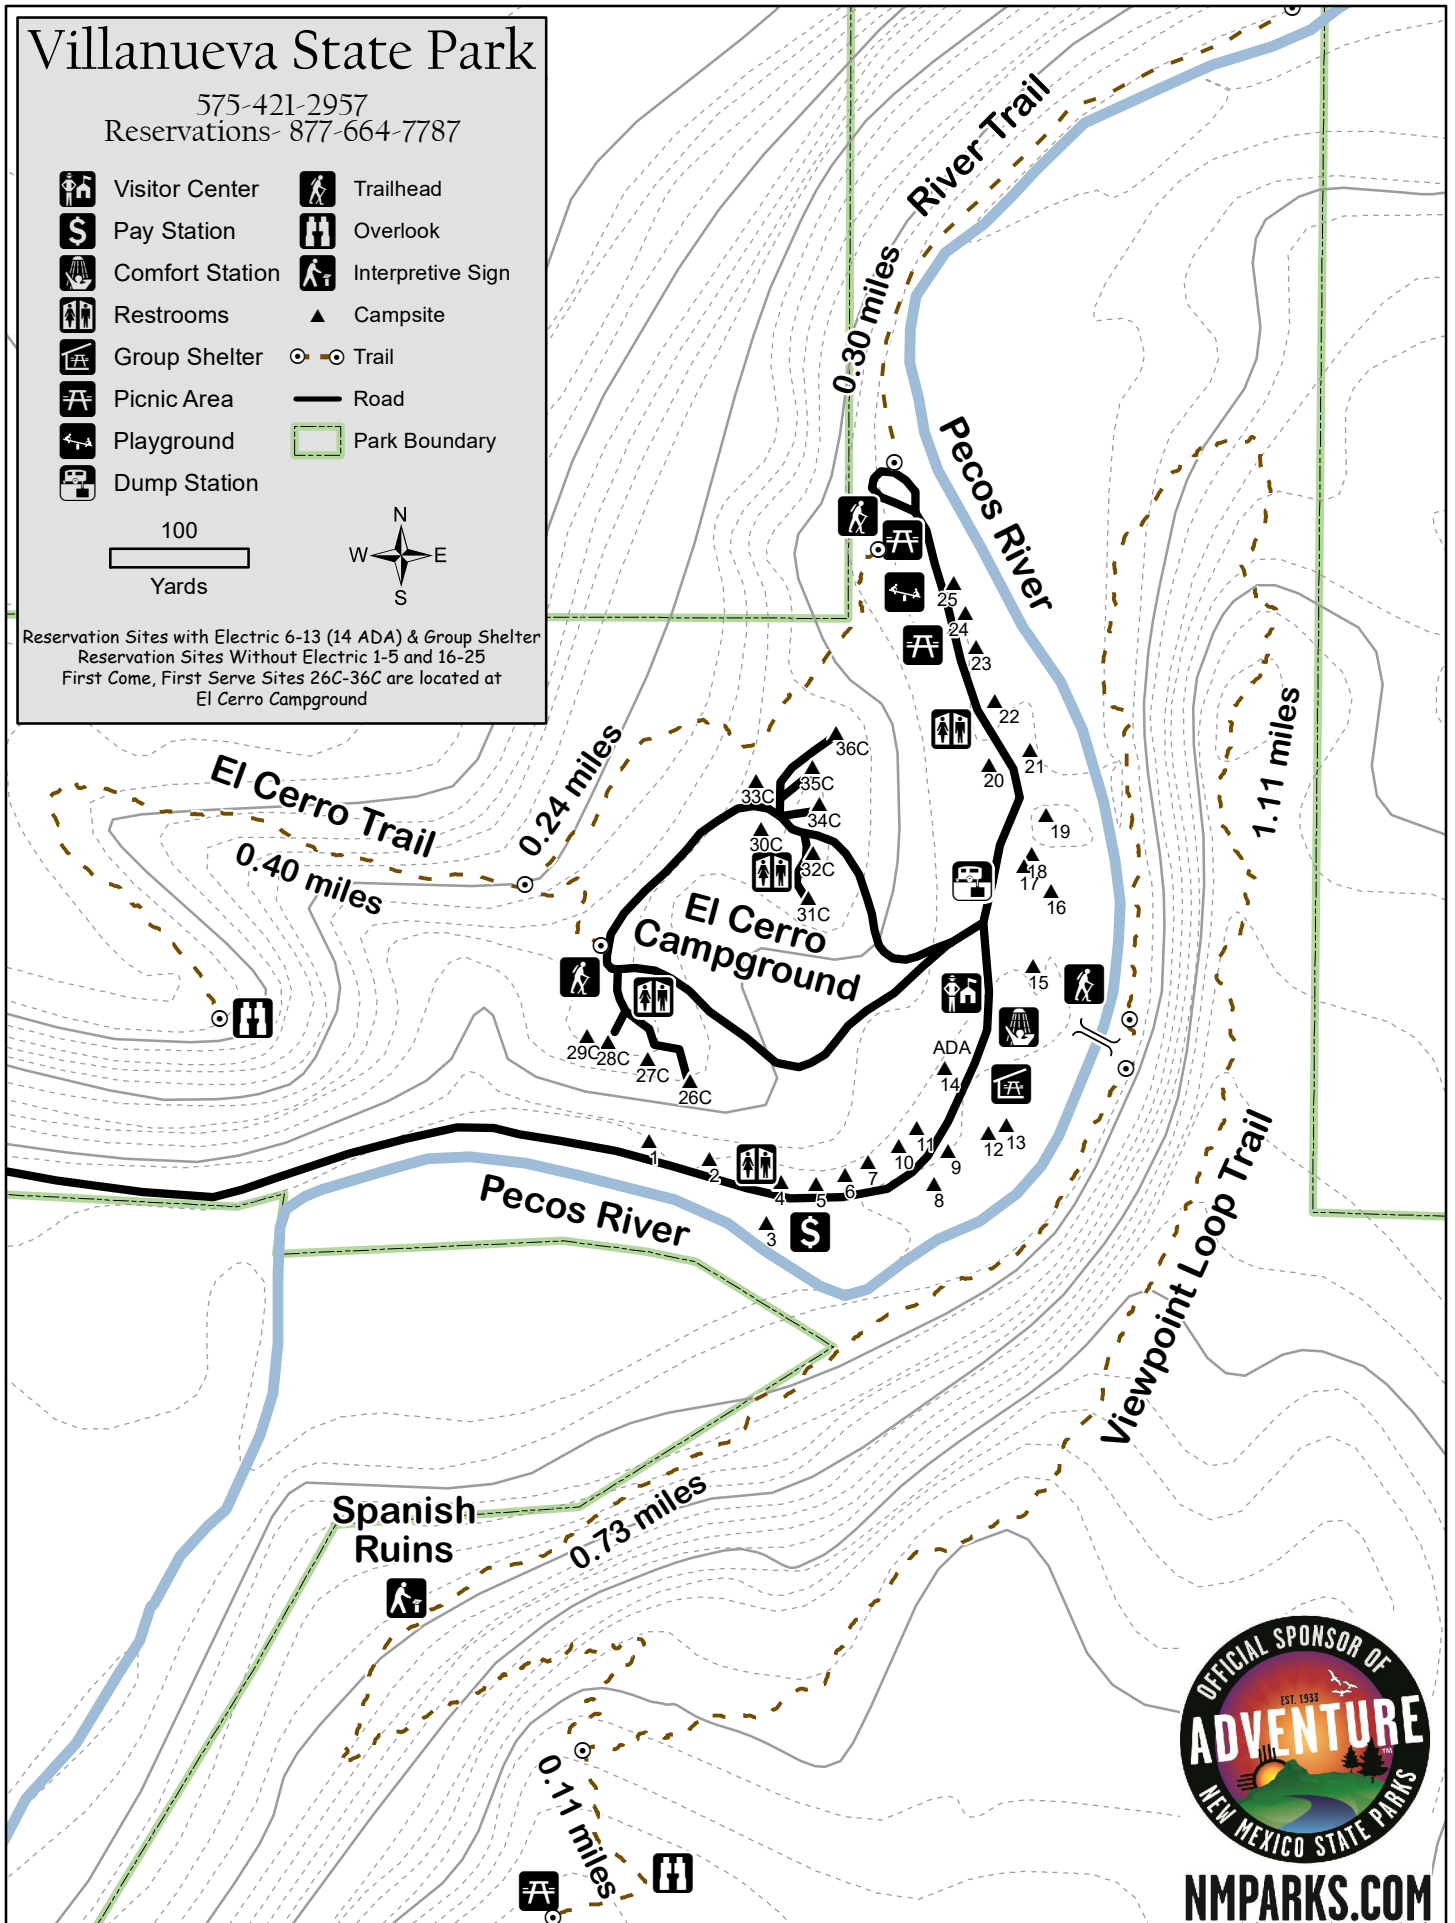 Villanueva State Park
575-421-2957
Reservations- 877-664-7787
Visitor Center
Pay Station
Comfort Station
Restrooms
Group Shelter
Picnic Area
Playground
Dump Station
Trailhead
Overlook
Interpretive Sign
Campsite
Trail
Road
Park Boundary
100
Yards
N
W E
S
Reservation Sites with Electric 6-13 (14 ADA) & Group Shelter
Reservation Sites Without Electric 1-5 and 16-25
First Come, First Serve Sites 26C-36C are located at
El Cerro Campground
River Trail
0.30 miles
Pecos River
25
24
23
22
21
20
19
18
17
16
15
1.11 miles
El Cerro Trail
0.40 miles
0.24 miles
36C
35C
33C
34C
30C
32C
31C
El Cerro
Campground
29C
28C
27C
26C
ADA
14
13
12
11
10
9
8
7
6
5
4
3
2
1
$
Pecos River
Viewpoint Loop Trail
Spanish
Ruins
0.73 miles
0.11 miles
OFFICIAL SPONSOR OF
EST. 1933
ADVENTURE
TM
NEW MEXICO STATE PARKS
NMPARKS.COM